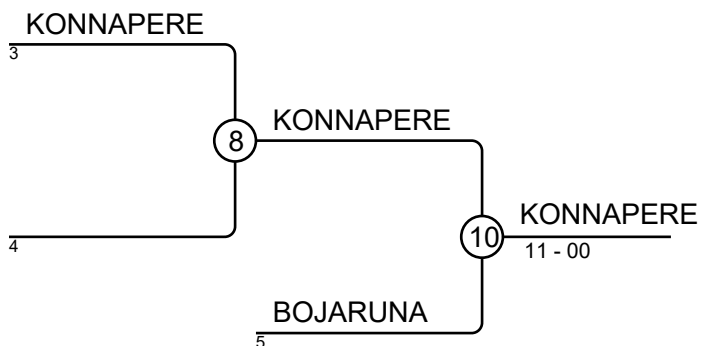 KONNAPERE
3
8
KONNAPERE
4
10
KONNAPERE
11 - 00
BOJARUNA
5